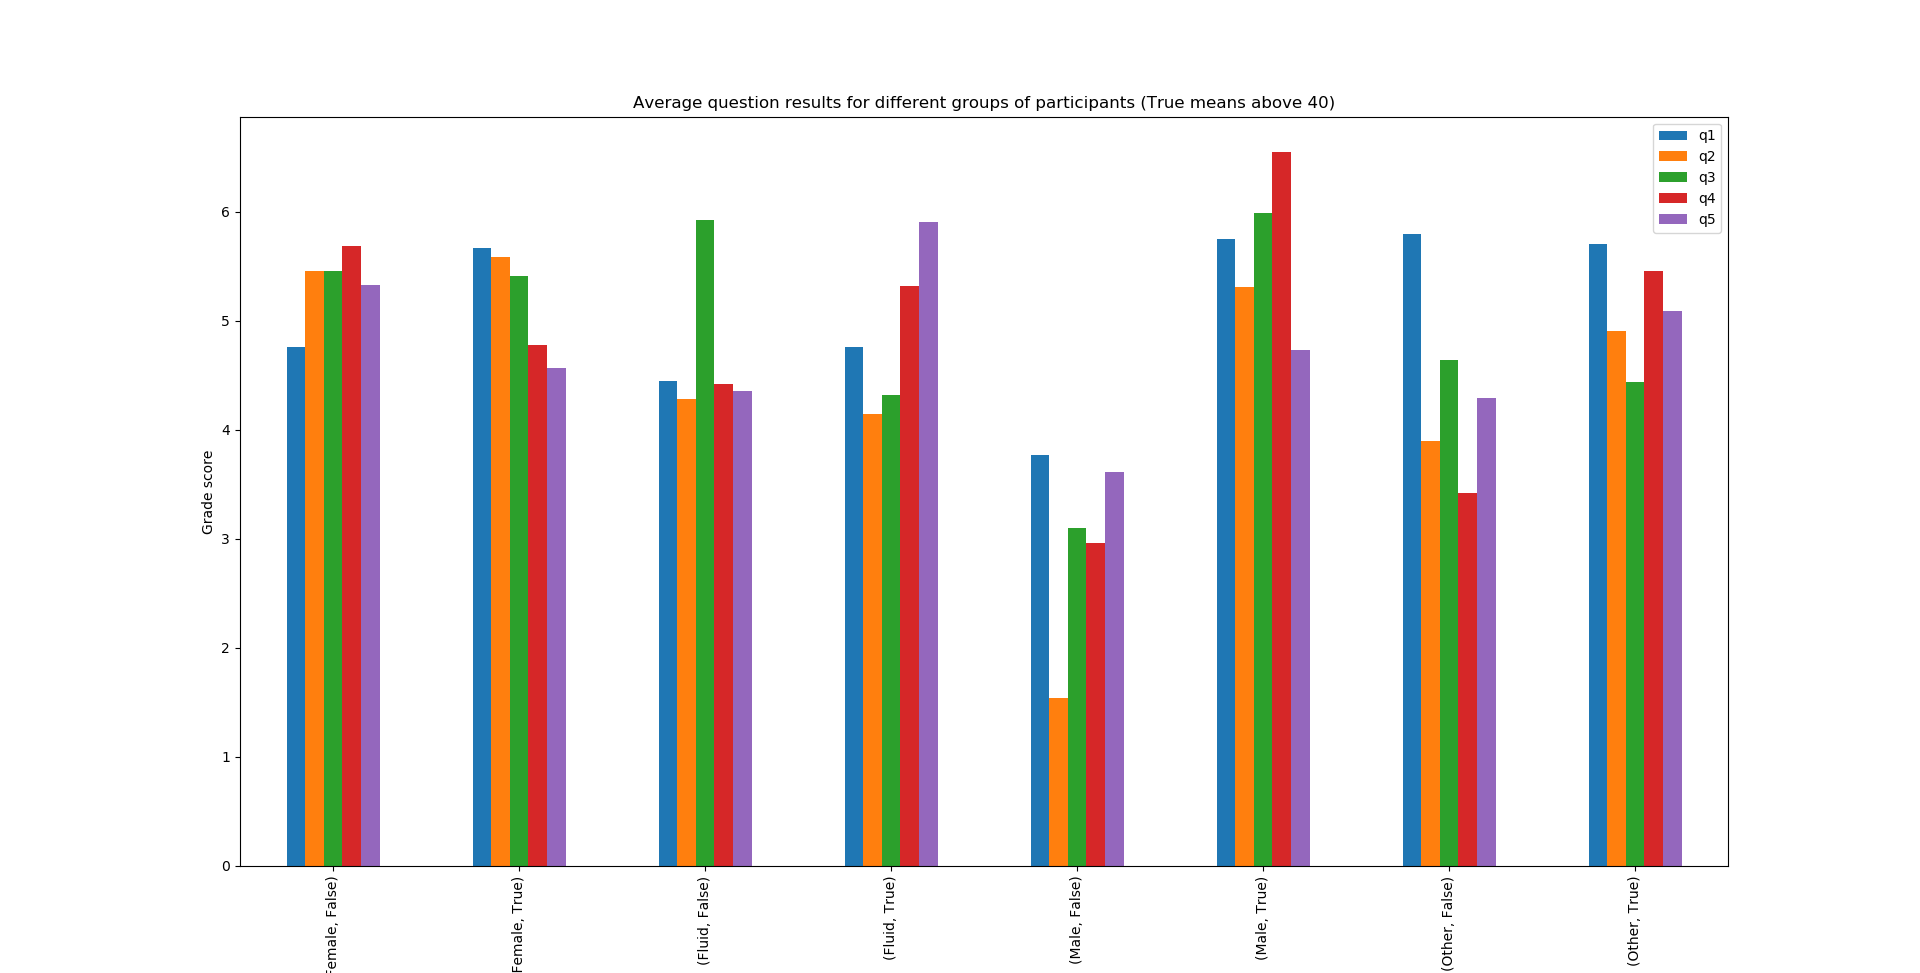 Average question results for different groups of participants (True means above 40)
q1
q2
q3
q4
q5
Grade score
6
5
4
3
2
1
0
Female, False)
Female, True)
(Fluid, False)
(Fluid, True)
(Male, False)
(Male, True)
(Other, False)
(Other, True)